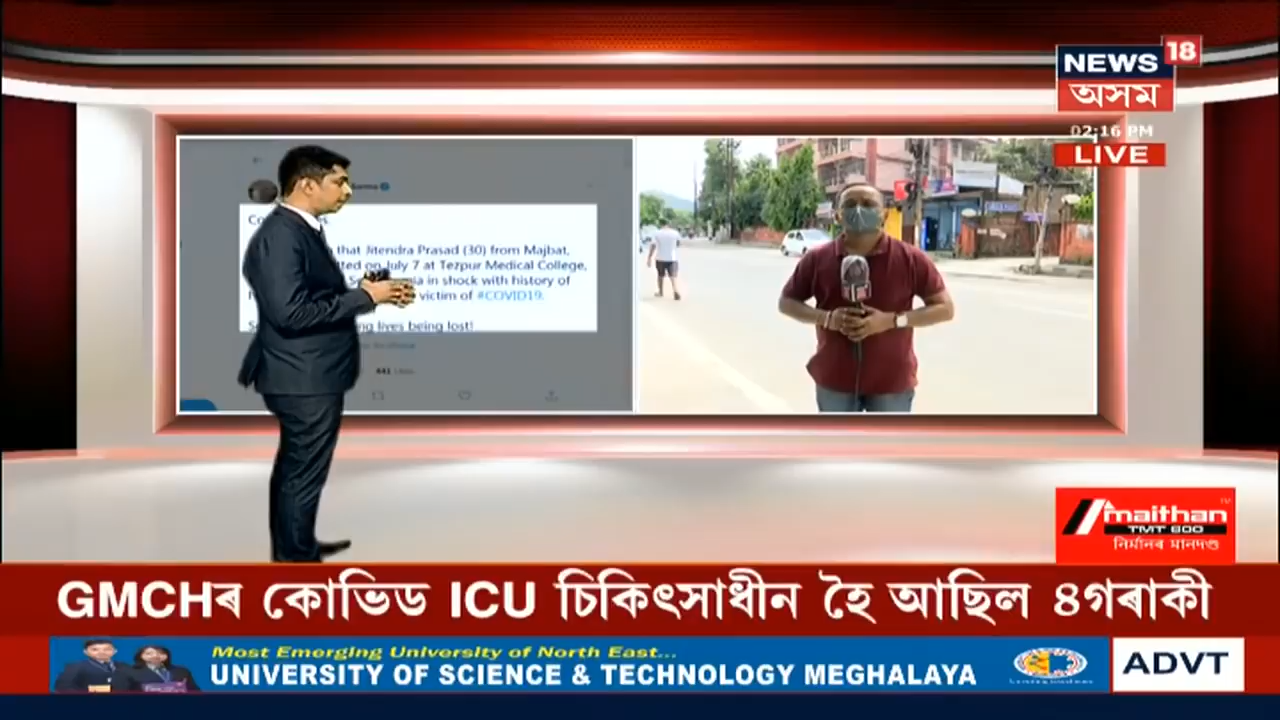 NEWS 18
অসম
02:16 PM
LIVE
that Jitendra Prasad (30) from Majbat,
on July 7 at Tezpur Medical College,
in shock with history of
victim of #COVID19.
lives being lost!
441
maithan
TMT 600
নিৰ্মানৰ মানদণ্ড
GMCHৰ কোভিড ICU চিকিৎসাধীন হৈ আছিল ৪গৰাকী
Most Emerging University of North East...
UNIVERSITY OF SCIENCE & TECHNOLOGY MEGHALAYA
ADVT